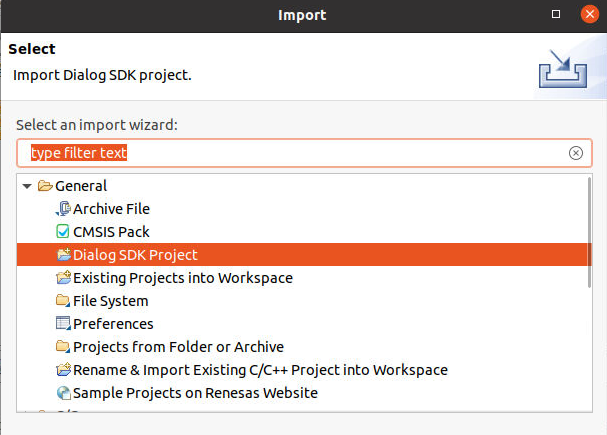 Import
Select
Import Dialog SDK project.
Select an import wizard:
type filter text
General
Archive File
CMSIS Pack
Dialog SDK Project
Existing Projects into Workspace
File System
Preferences
Projects from Folder or Archive
Rename & Import Existing C/C++ Project into Workspace
Sample Projects on Renesas Website